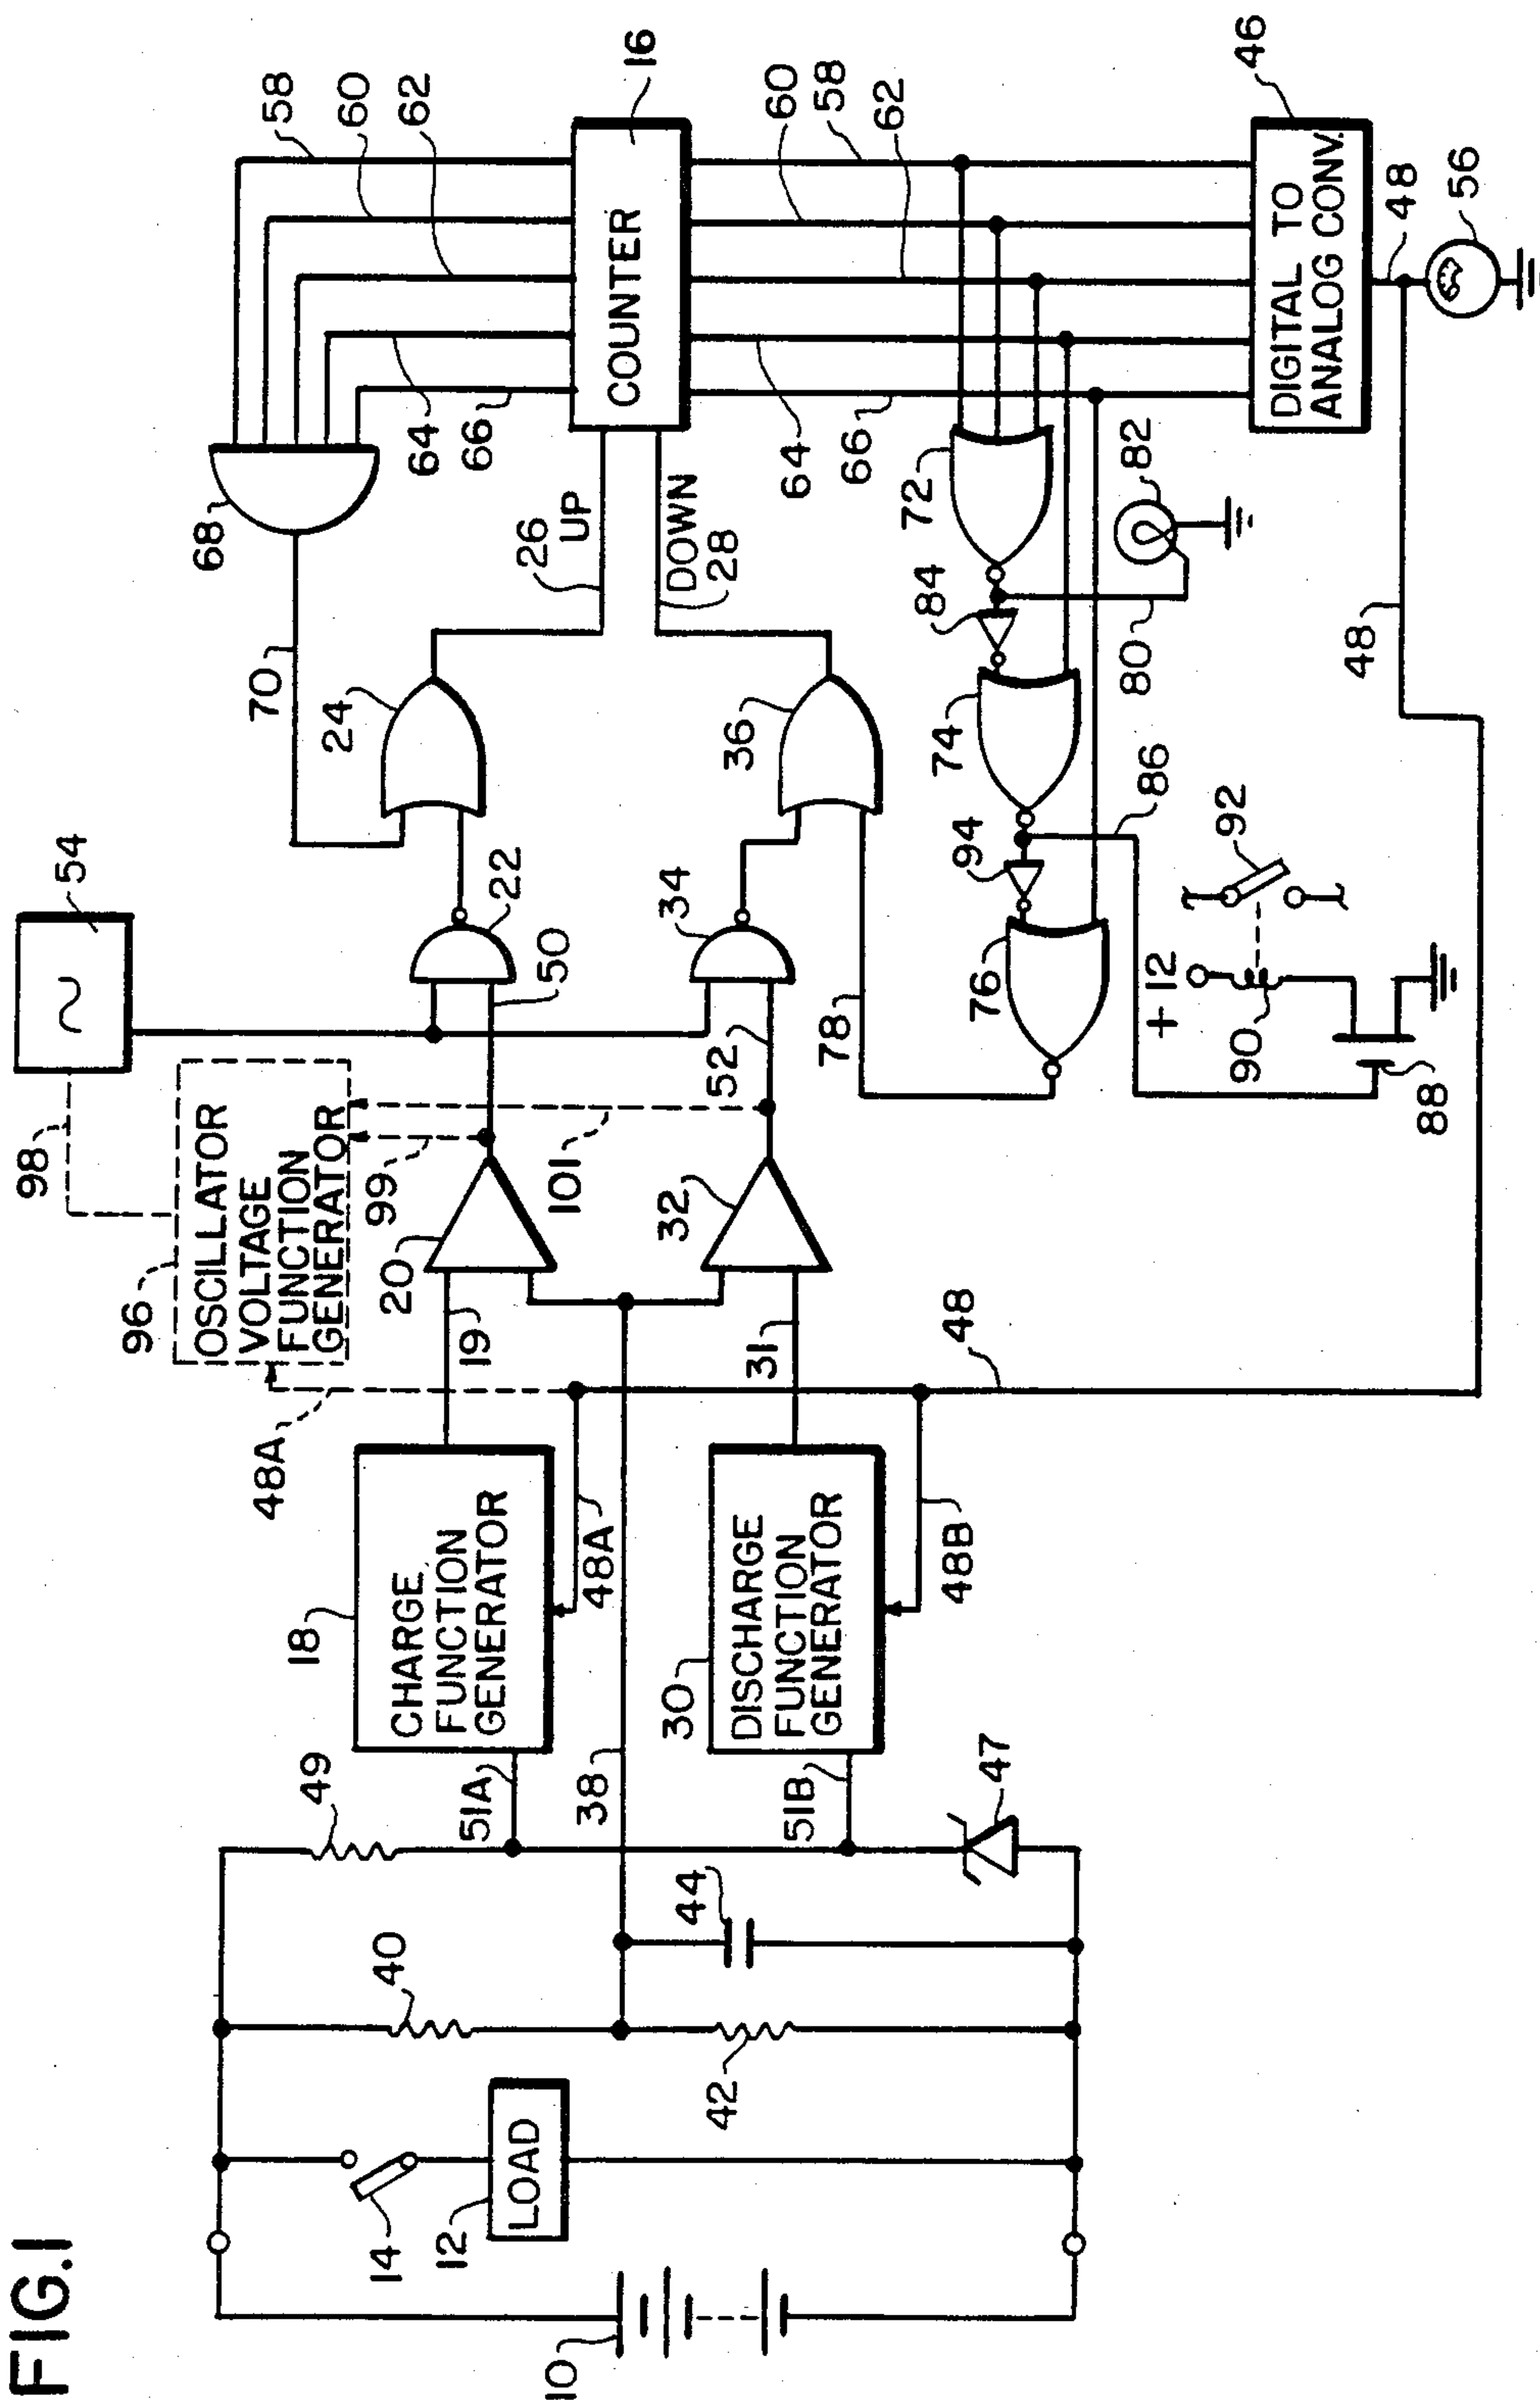 FIG.1
10
14
12
LOAD
40
42
44
49
51A
38
51B
47
18
CHARGE
FUNCTION
GENERATOR
48A
30
DISCHARGE
FUNCTION
GENERATOR
48B
48A
19
31
48
96
OSCILLATOR
VOLTAGE
FUNCTION
GENERATOR
98
99
101
20
32
54
50
52
22
34
70
24
36
78
26
UP
DOWN
28
68
58
60
62
64
66
16
COUNTER
60
58
62
64
66
72
84
74
94
76
80
82
86
+12
90
92
88
46
DIGITAL TO
ANALOG CONV.
48
56
48